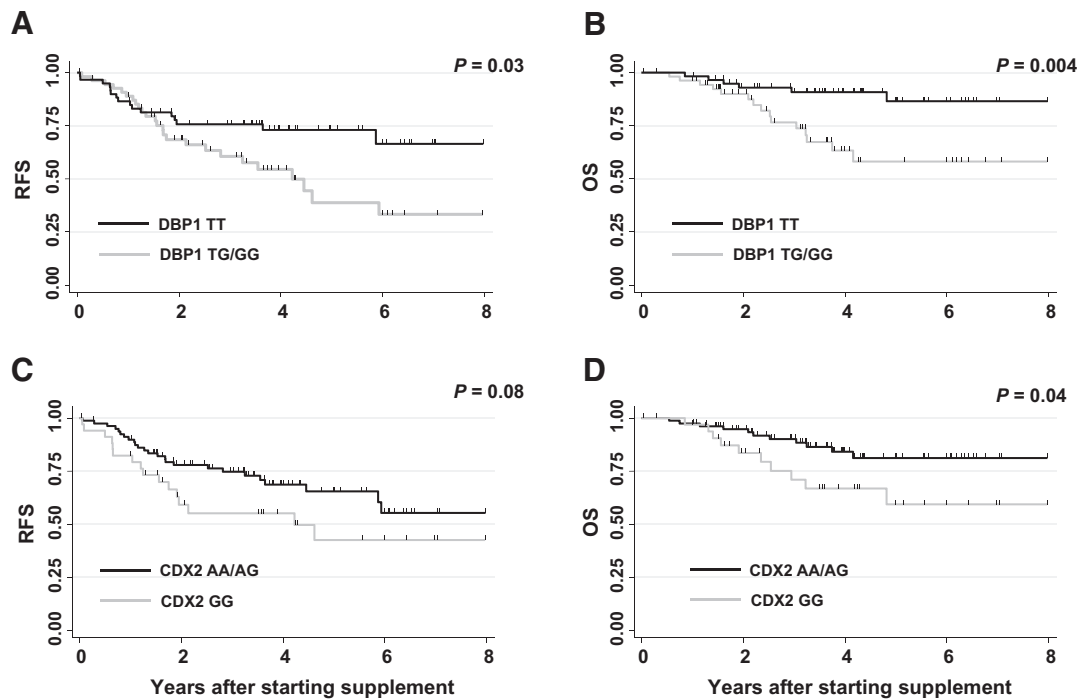 A
P = 0.03
1.00
0.75
0.50
0.25
0.00
RFS
DBP1 TT
DBP1 TG/GG
0 2 4 6 8
B
P = 0.004
1.00
0.75
0.50
0.25
0.00
OS
DBP1 TT
DBP1 TG/GG
0 2 4 6 8
C
P = 0.08
1.00
0.75
0.50
0.25
0.00
RFS
CDX2 AA/AG
CDX2 GG
0 2 4 6 8
Years after starting supplement
D
P = 0.04
1.00
0.75
0.50
0.25
0.00
OS
CDX2 AA/AG
CDX2 GG
0 2 4 6 8
Years after starting supplement